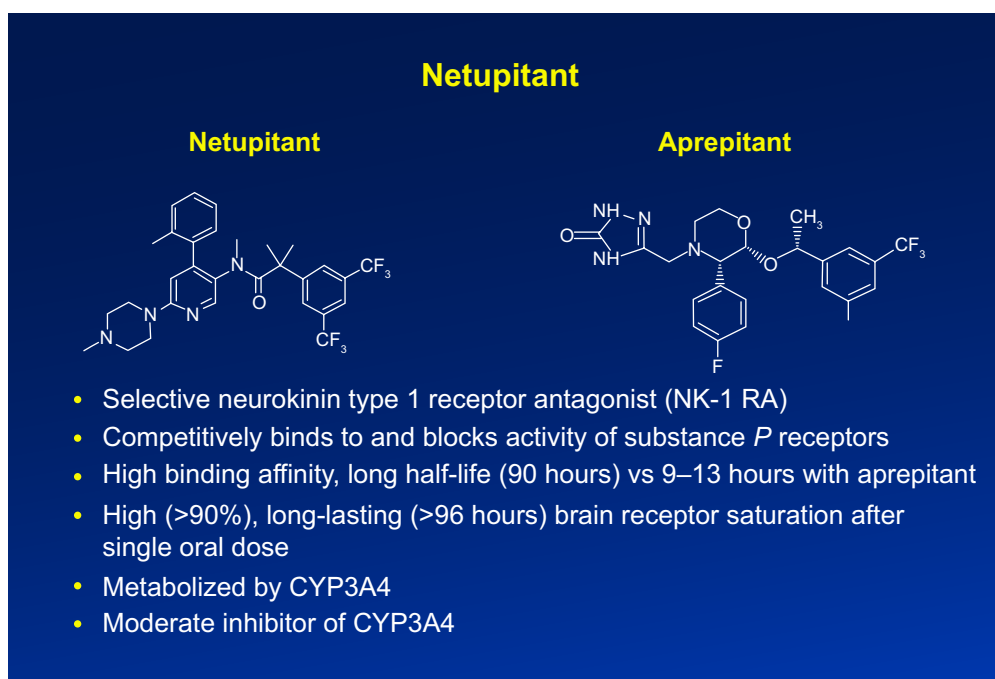 Netupitant
Netupitant Aprepitant
N
N
O
N
N
CF3
CF3
NH
N
O
NH
N
O
O
CH3
CF3
F
• Selective neurokinin type 1 receptor antagonist (NK-1 RA)
• Competitively binds to and blocks activity of substance P receptors
• High binding affinity, long half-life (90 hours) vs 9–13 hours with aprepitant
• High (>90%), long-lasting (>96 hours) brain receptor saturation after
single oral dose
• Metabolized by CYP3A4
• Moderate inhibitor of CYP3A4